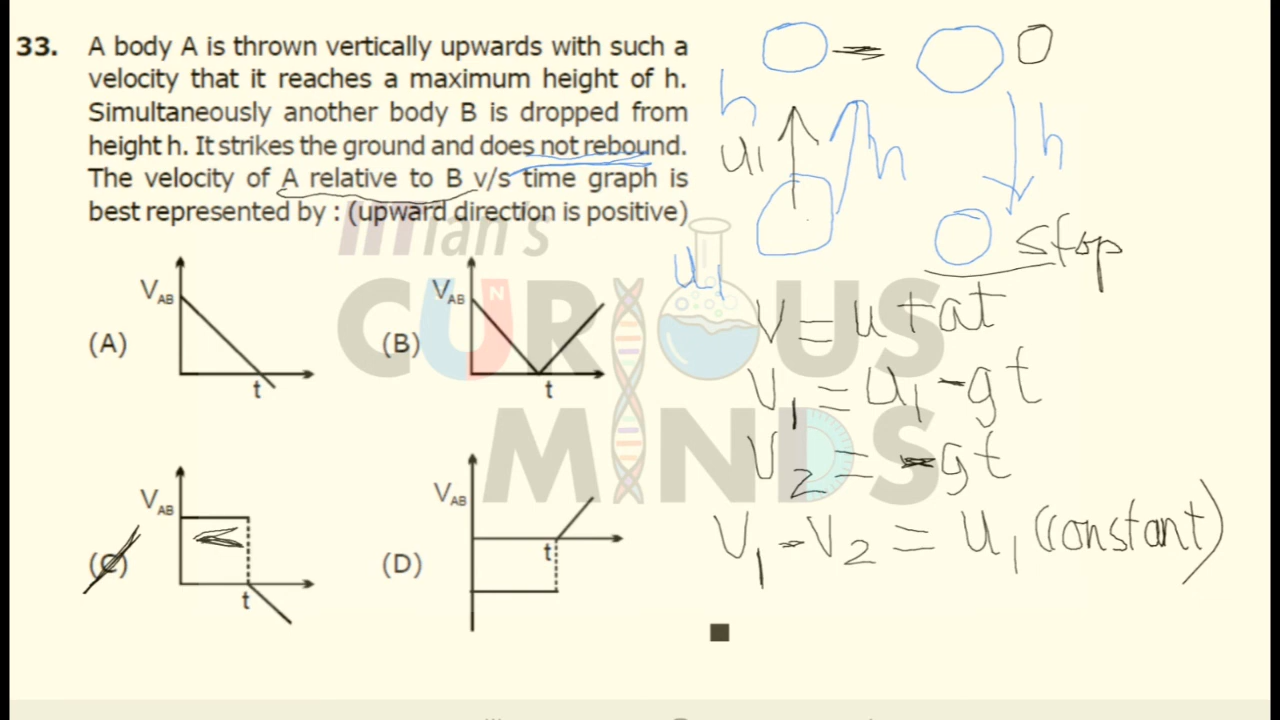 33. A body A is thrown vertically upwards with such a
velocity that it reaches a maximum height of h.
Simultaneously another body B is dropped from
height h. It strikes the ground and does not rebound.
The velocity of A relative to B v/s time graph is
best represented by : (upward direction is positive)
IITian's
CURIOUS
MINDS
N
V_AB
(A)
t
V_AB
(B)
t
V_AB
(C)
t
V_AB
(D)
t
h
u1
h
h
u1
stop
V = u + at
V1 = u1 - gt
V2 = -gt
V1 - V2 = u1 (constant)